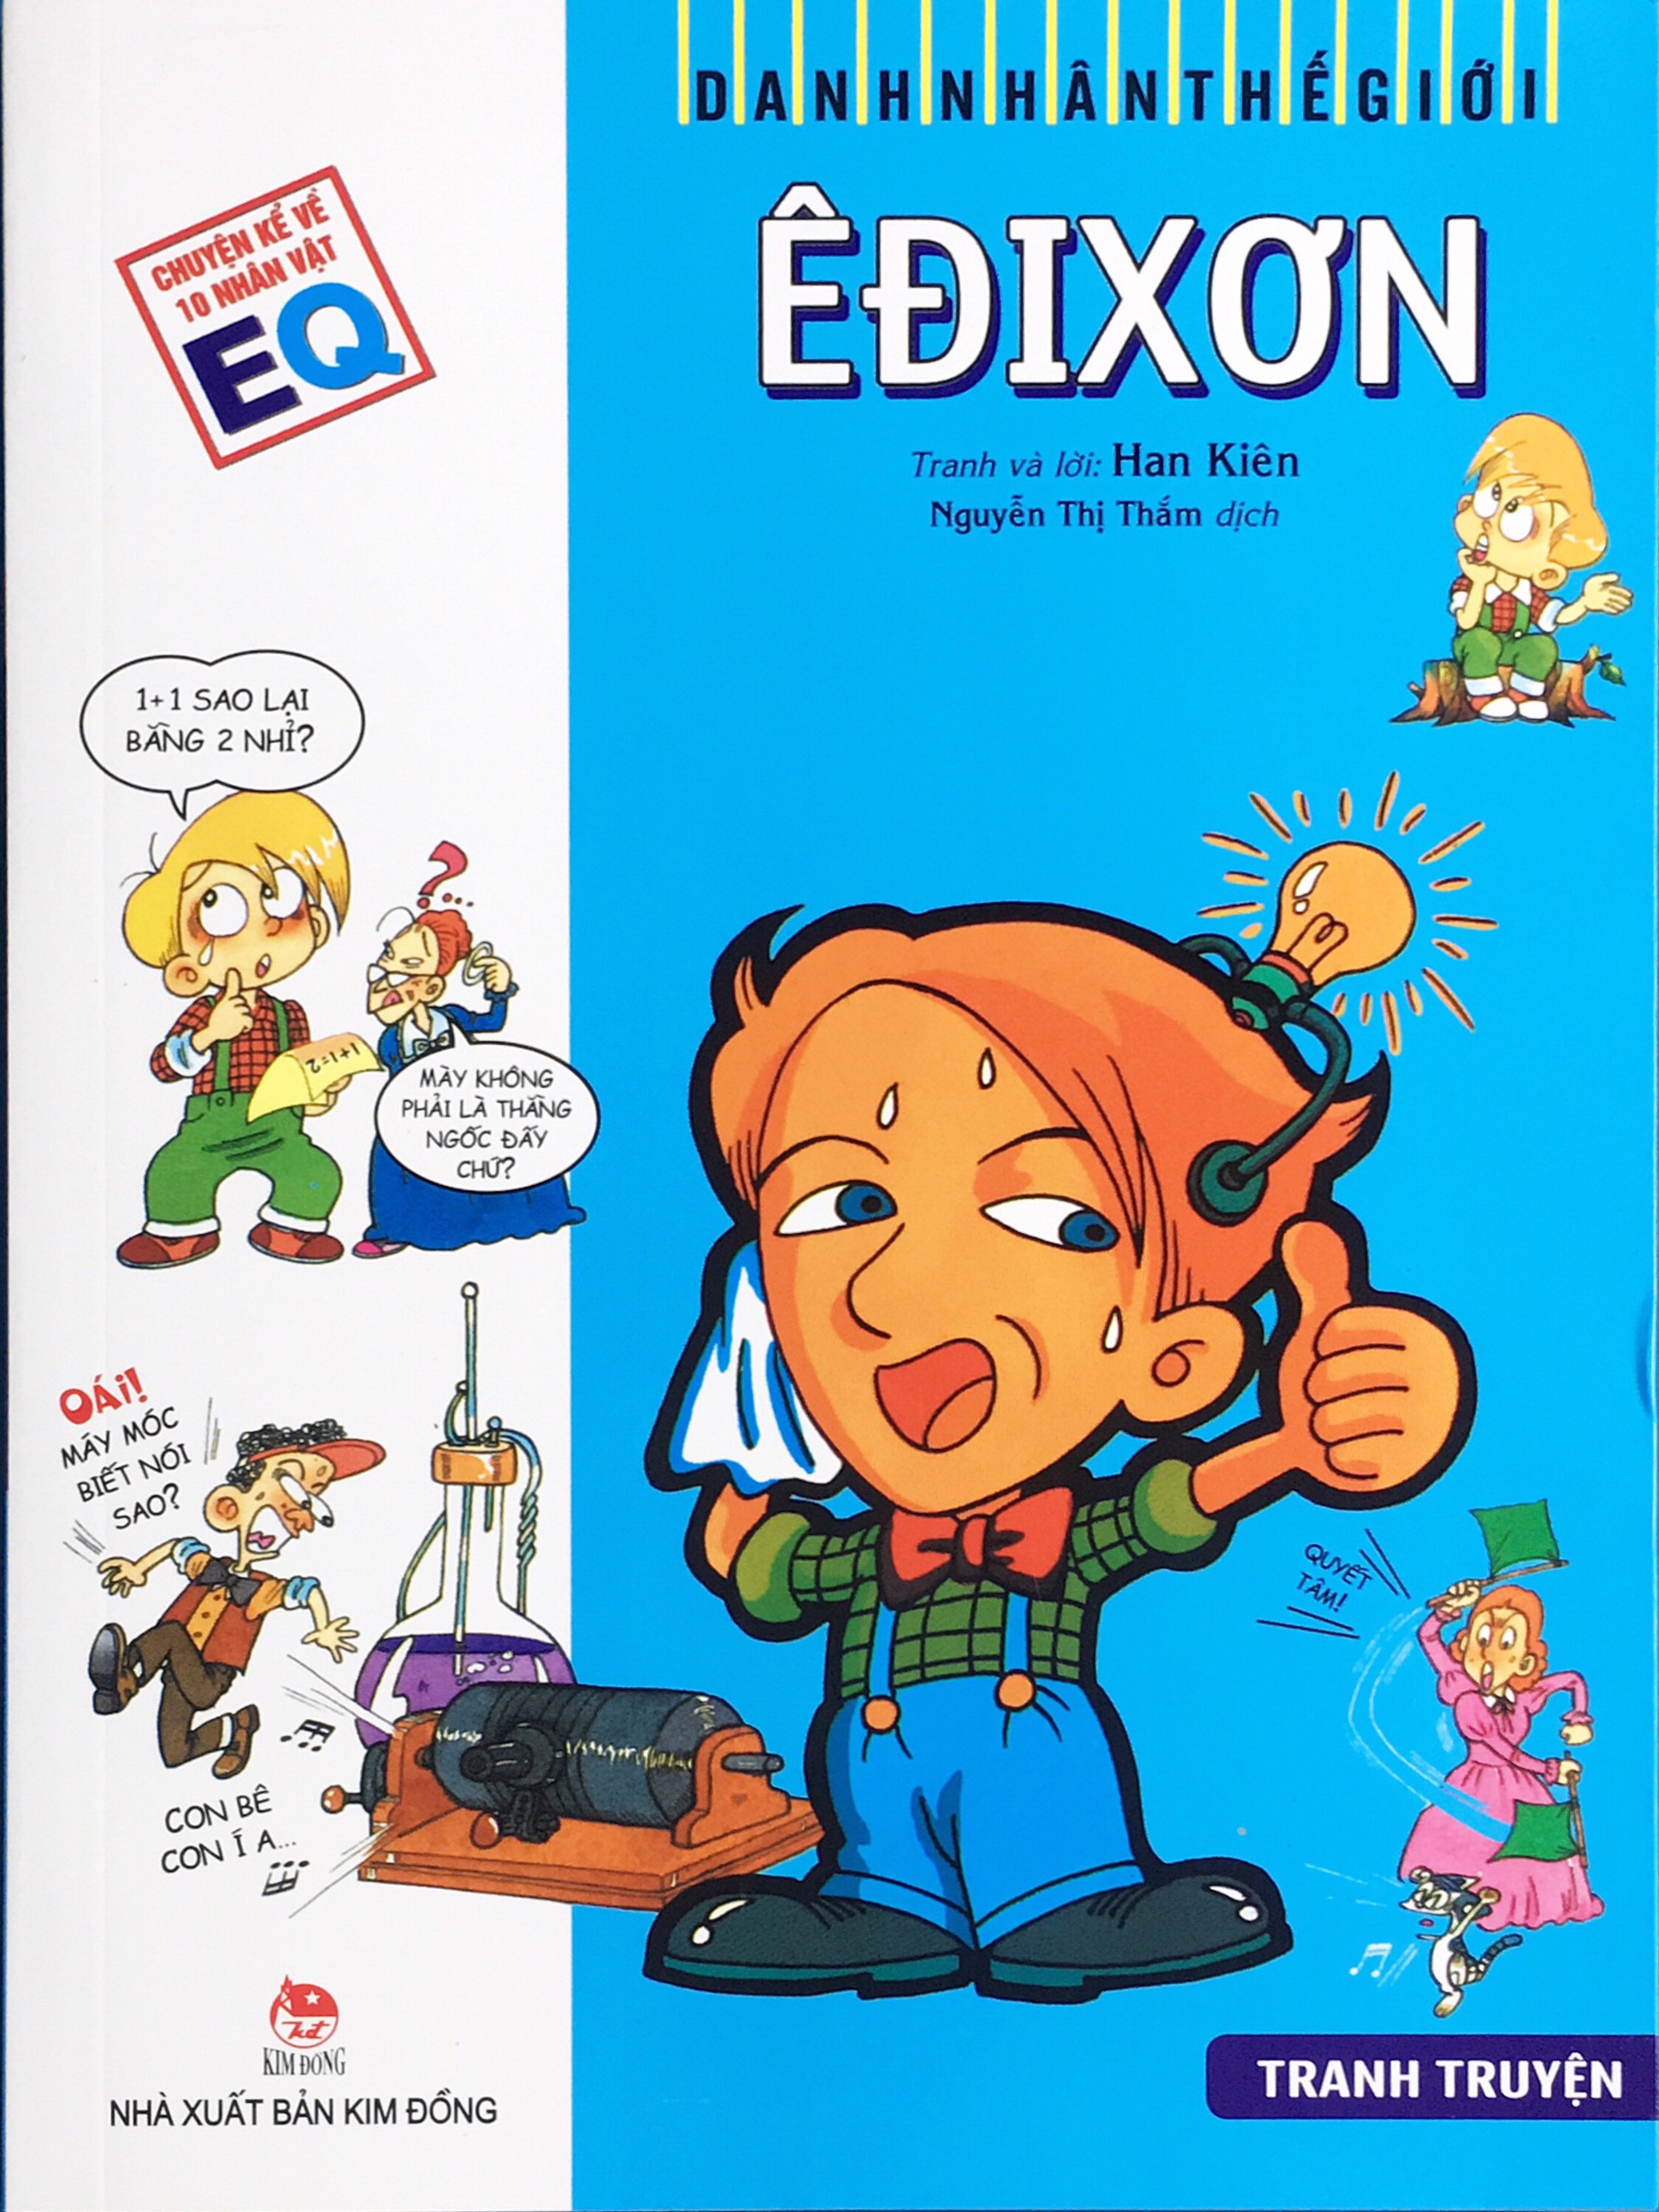 DANH NHÂN THẾ GIỚI
CHUYỆN KỂ VỀ
10 NHÂN VẬT
EQ
ÊĐIXƠN
Tranh và lời: Han Kiên
Nguyễn Thị Thắm dịch
1+1 SAO LẠI
BẰNG 2 NHỈ?
?...
1+1=2
MÀY KHÔNG
PHẢI LÀ THẰNG
NGỐC ĐẤY
CHỨ?
OÁi!
MÁY MÓC
BIẾT NÓI
SAO?
QUYẾT
TÂM!
CON BÊ
CON Í A...
Kđ
KIM ĐỒNG
NHÀ XUẤT BẢN KIM ĐỒNG
TRANH TRUYỆN